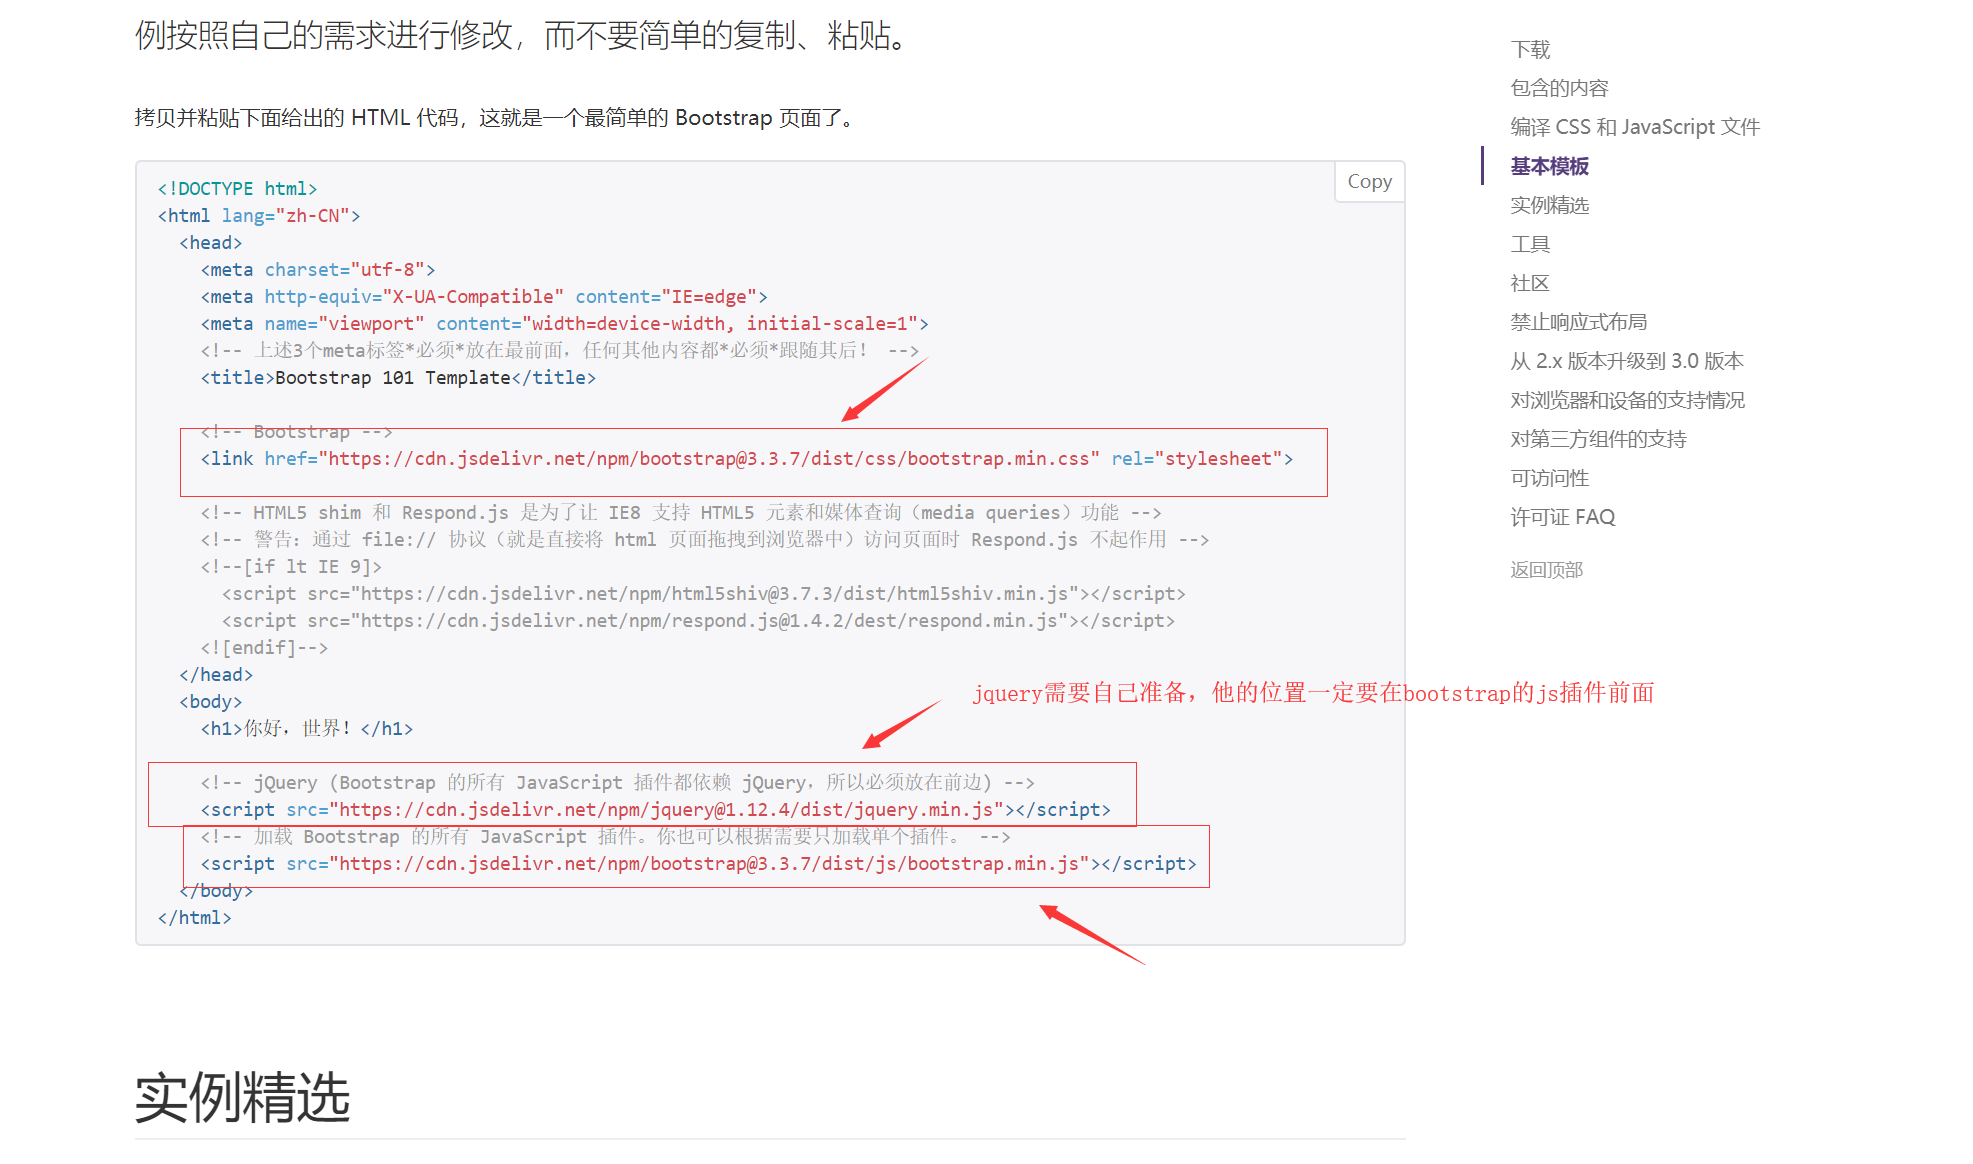 例按照自己的需求进行修改，而不要简单的复制、粘贴。
拷贝并粘贴下面给出的 HTML 代码，这就是一个最简单的 Bootstrap 页面了。
Copy
<!DOCTYPE html>
<html lang="zh-CN">
  <head>
    <meta charset="utf-8">
    <meta http-equiv="X-UA-Compatible" content="IE=edge">
    <meta name="viewport" content="width=device-width, initial-scale=1">
    <!-- 上述3个meta标签*必须*放在最前面，任何其他内容都*必须*跟随其后！ -->
    <title>Bootstrap 101 Template</title>
    <!-- Bootstrap -->
    <link href="https://cdn.jsdelivr.net/npm/bootstrap@3.3.7/dist/css/bootstrap.min.css" rel="stylesheet">
    <!-- HTML5 shim 和 Respond.js 是为了让 IE8 支持 HTML5 元素和媒体查询（media queries）功能 -->
    <!-- 警告：通过 file:// 协议（就是直接将 html 页面拖拽到浏览器中）访问页面时 Respond.js 不起作用 -->
    <!--[if lt IE 9]>
      <script src="https://cdn.jsdelivr.net/npm/html5shiv@3.7.3/dist/html5shiv.min.js"></script>
      <script src="https://cdn.jsdelivr.net/npm/respond.js@1.4.2/dest/respond.min.js"></script>
    <![endif]-->
  </head>
  <body>
    <h1>你好，世界！</h1>
jquery需要自己准备，他的位置一定要在bootstrap的js插件前面
    <!-- jQuery (Bootstrap 的所有 JavaScript 插件都依赖 jQuery，所以必须放在前边) -->
    <script src="https://cdn.jsdelivr.net/npm/jquery@1.12.4/dist/jquery.min.js"></script>
    <!-- 加载 Bootstrap 的所有 JavaScript 插件。你也可以根据需要只加载单个插件。 -->
    <script src="https://cdn.jsdelivr.net/npm/bootstrap@3.3.7/dist/js/bootstrap.min.js"></script>
  </body>
</html>
实例精选
下载
包含的内容
编译 CSS 和 JavaScript 文件
基本模板
实例精选
工具
社区
禁止响应式布局
从 2.x 版本升级到 3.0 版本
对浏览器和设备的支持情况
对第三方组件的支持
可访问性
许可证 FAQ
返回顶部